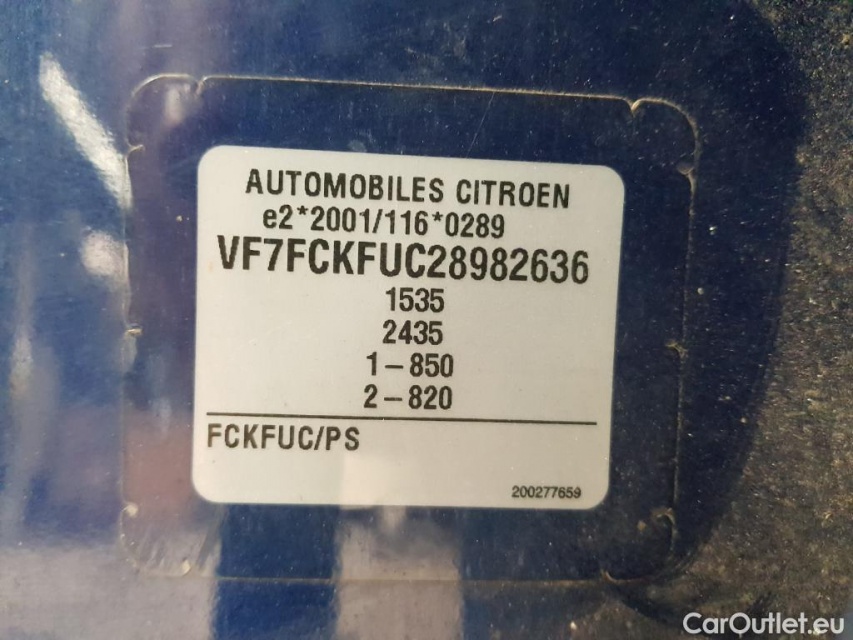 AUTOMOBILES CITROEN
e2*2001/116*0289
VF7FCKFUC28982636
1535
2435
1-850
2-820
FCKFUC/PS
200277659
CarOutlet.eu